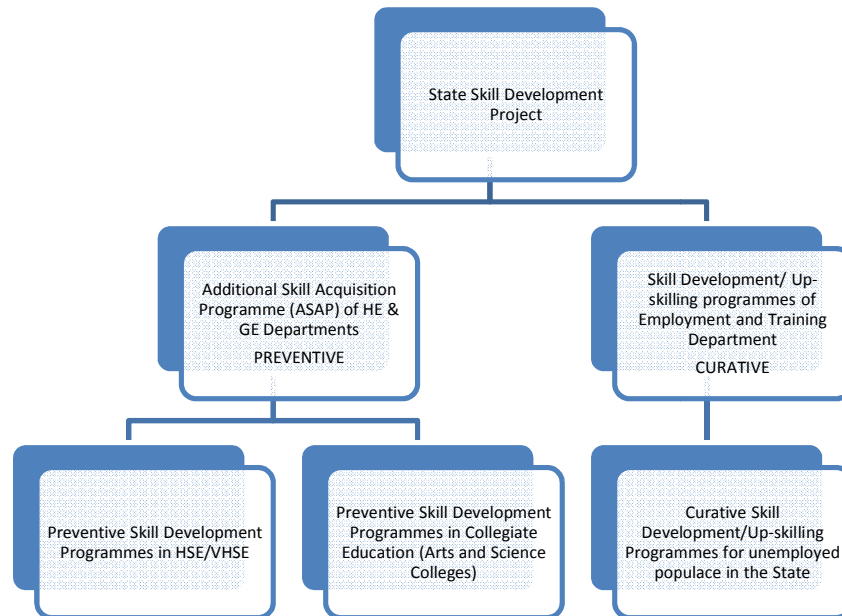 State Skill Development
Project
Additional Skill Acquisition
Programme (ASAP) of HE &
GE Departments
PREVENTIVE
Skill Development/ Up-
skilling programmes of
Employment and Training
Department
CURATIVE
Preventive Skill Development
Programmes in HSE/VHSE
Preventive Skill Development
Programmes in Collegiate
Education (Arts and Science
Colleges)
Curative Skill
Development/Up-skilling
Programmes for unemployed
populace in the State